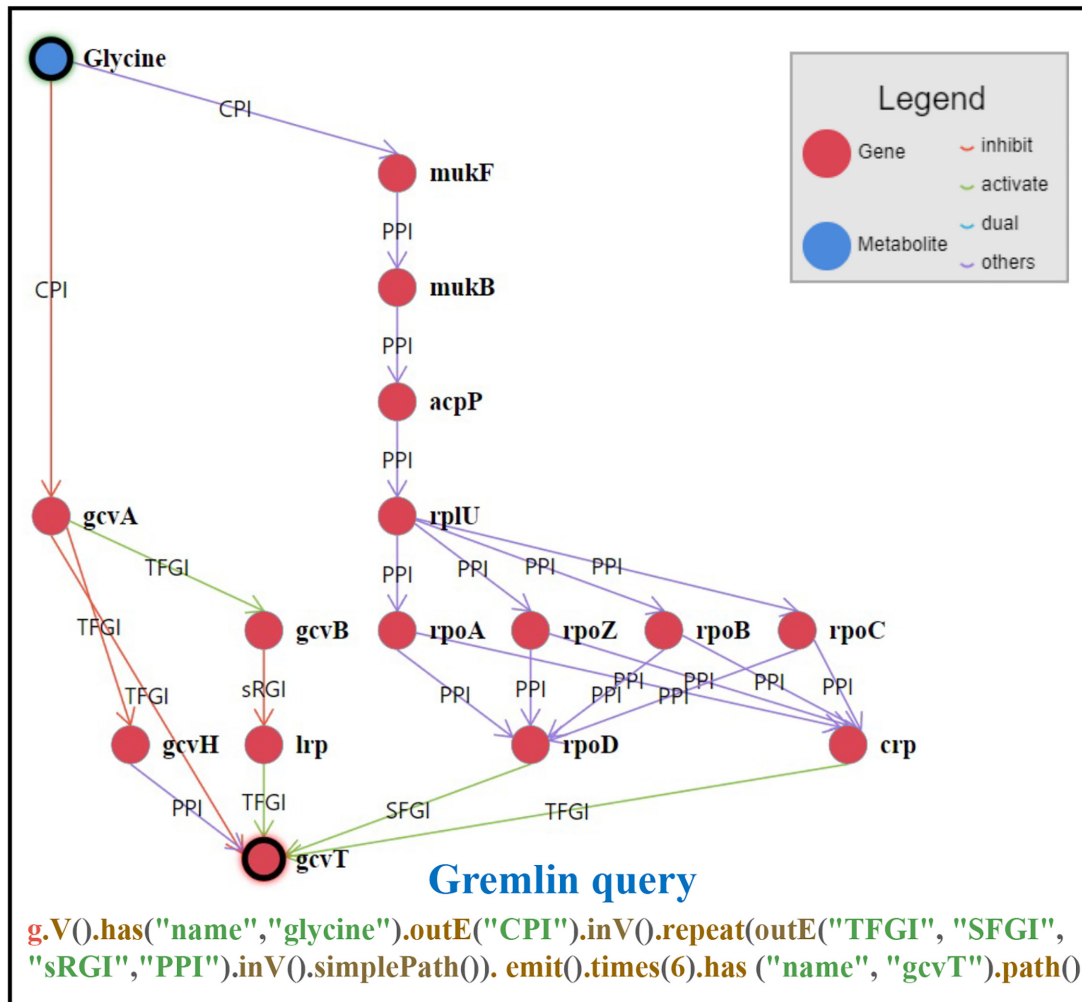 Glycine
Legend
CPI
Gene
inhibit
activate
Metabolite
dual
others
mukF
PPI
mukB
CPI
PPI
acpP
PPI
gcvA
rplU
TFGI
PPI
PPI
PPI
PPI
TFGI
gcvB
rpoA
rpoZ
rpoB
rpoC
TFGI
sRGI
PPI
PPI
PPI
PPI
PPI
PPI
PPI
PPI
gcvH
lrp
rpoD
crp
PPI
TFGI
SFGI
TFGI
gcvT
Gremlin query
g.V().has("name","glycine").outE("CPI").inV().repeat(outE("TFGI", "SFGI",
"sRGI","PPI").inV().simplePath()). emit().times(6).has ("name", "gcvT").path()